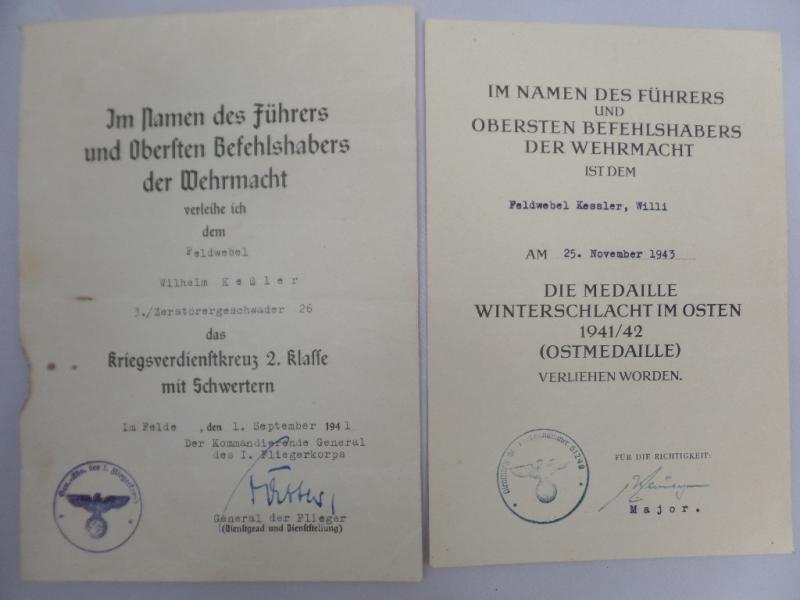 Im Namen des Führers
und Obersten Befehlshabers
der Wehrmacht
verleihe ich
dem
Feldwebel
Wilhelm Keßler
3./Zerstörergeschwader 26
das
Kriegsverdienstkreuz 2. Klasse
mit Schwertern
Im Felde, den 1. September 1941
Der Kommandierende General
des I. Fliegerkorps
General der Flieger
(Dienstgrad und Dienststellung)
IM NAMEN DES FÜHRERS
UND
OBERSTEN BEFEHLSHABERS
DER WEHRMACHT
IST DEM
Feldwebel Kessler, Willi
AM 25. November 1943
DIE MEDAILLE
WINTERSCHLACHT IM OSTEN
1941/42
(OSTMEDAILLE)
VERLIEHEN WORDEN.
FÜR DIE RICHTIGKEIT:
Major.